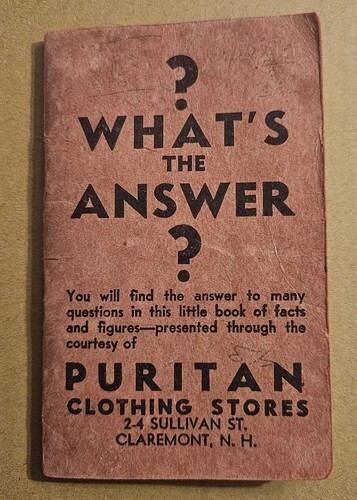 ?
WHAT'S
THE
ANSWER
?
You will find the answer to many
questions in this little book of facts
and figures—presented through the
courtesy of
PURITAN
CLOTHING STORES
2-4 SULLIVAN ST.
CLAREMONT, N. H.